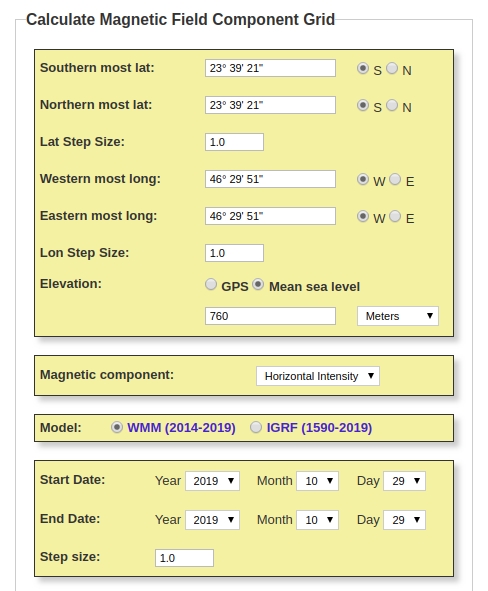 Calculate Magnetic Field Component Grid
Southern most lat: 23° 39' 21" S N
Northern most lat: 23° 39' 21" S N
Lat Step Size: 1.0
Western most long: 46° 29' 51" W E
Eastern most long: 46° 29' 51" W E
Lon Step Size: 1.0
Elevation: GPS Mean sea level
760 Meters
Magnetic component: Horizontal Intensity
Model: WMM (2014-2019) IGRF (1590-2019)
Start Date: Year 2019 Month 10 Day 29
End Date: Year 2019 Month 10 Day 29
Step size: 1.0